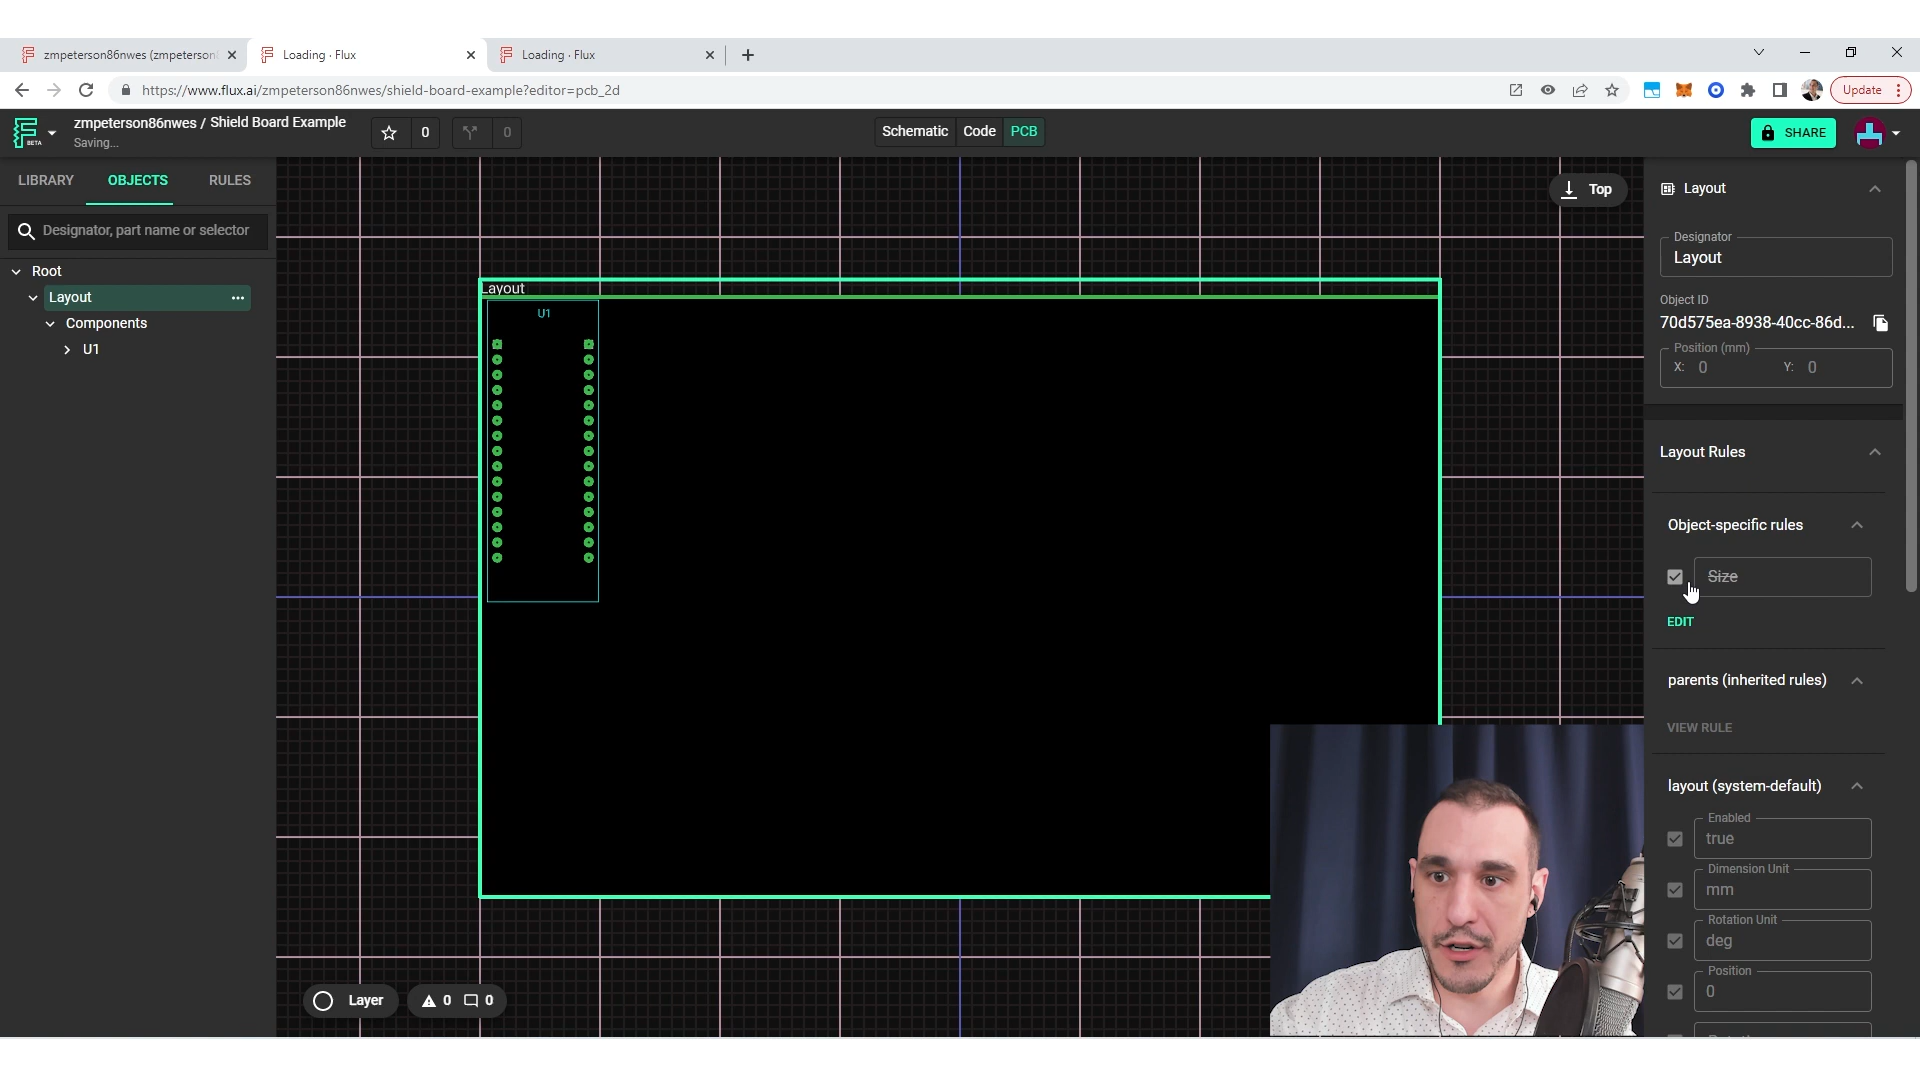 zmpeterson86nwes (zmpeterson
Loading · Flux
Loading · Flux
https://www.flux.ai/zmpeterson86nwes/shield-board-example?editor=pcb_2d
Update
BETA
zmpeterson86nwes / Shield Board Example
Saving...
0
0
Schematic
Code
PCB
SHARE
LIBRARY
OBJECTS
RULES
Designator, part name or selector
Root
Layout
Components
U1
Top
Layout
U1
Layer
0
0
Layout
Designator
Layout
Object ID
70d575ea-8938-40cc-86d...
Position (mm)
X: 0
Y: 0
Layout Rules
Object-specific rules
Size
EDIT
parents (inherited rules)
VIEW RULE
layout (system-default)
Enabled
true
Dimension Unit
mm
Rotation Unit
deg
Position
0